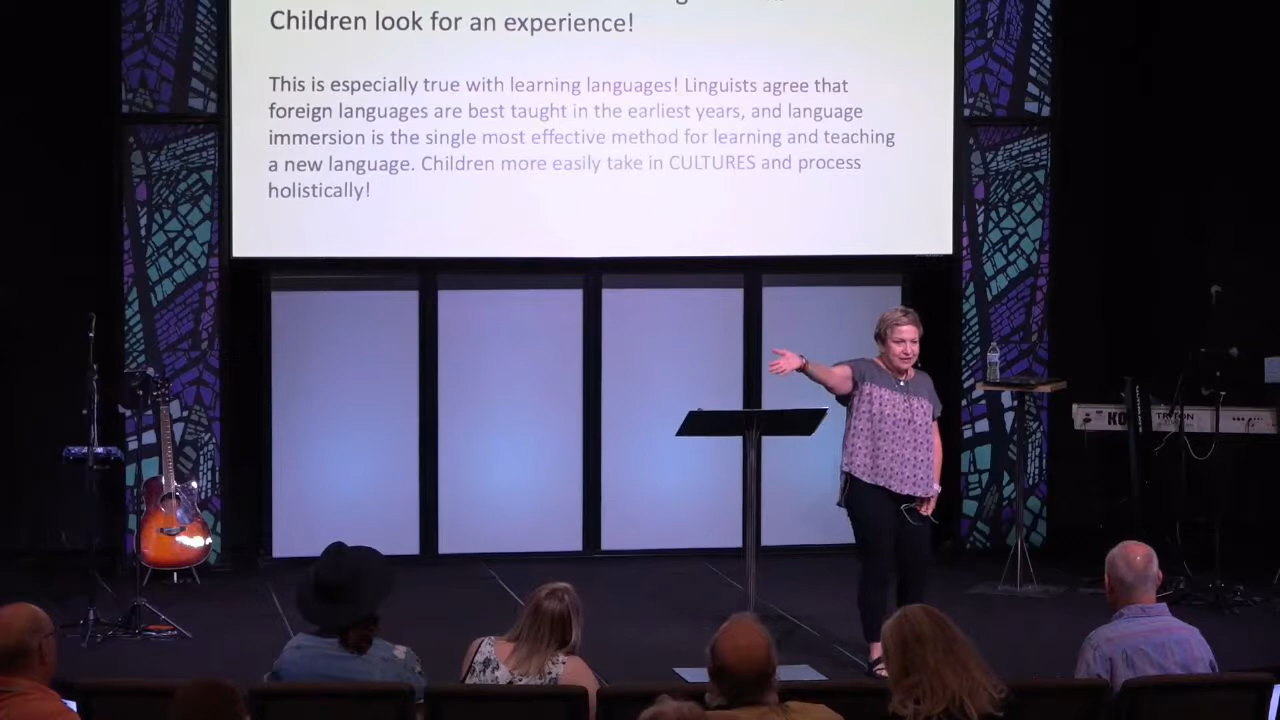 Children look for an experience!
This is especially true with learning languages! Linguists agree that
foreign languages are best taught in the earliest years, and language
immersion is the single most effective method for learning and teaching
a new language. Children more easily take in CULTURES and process
holistically!
TRITON